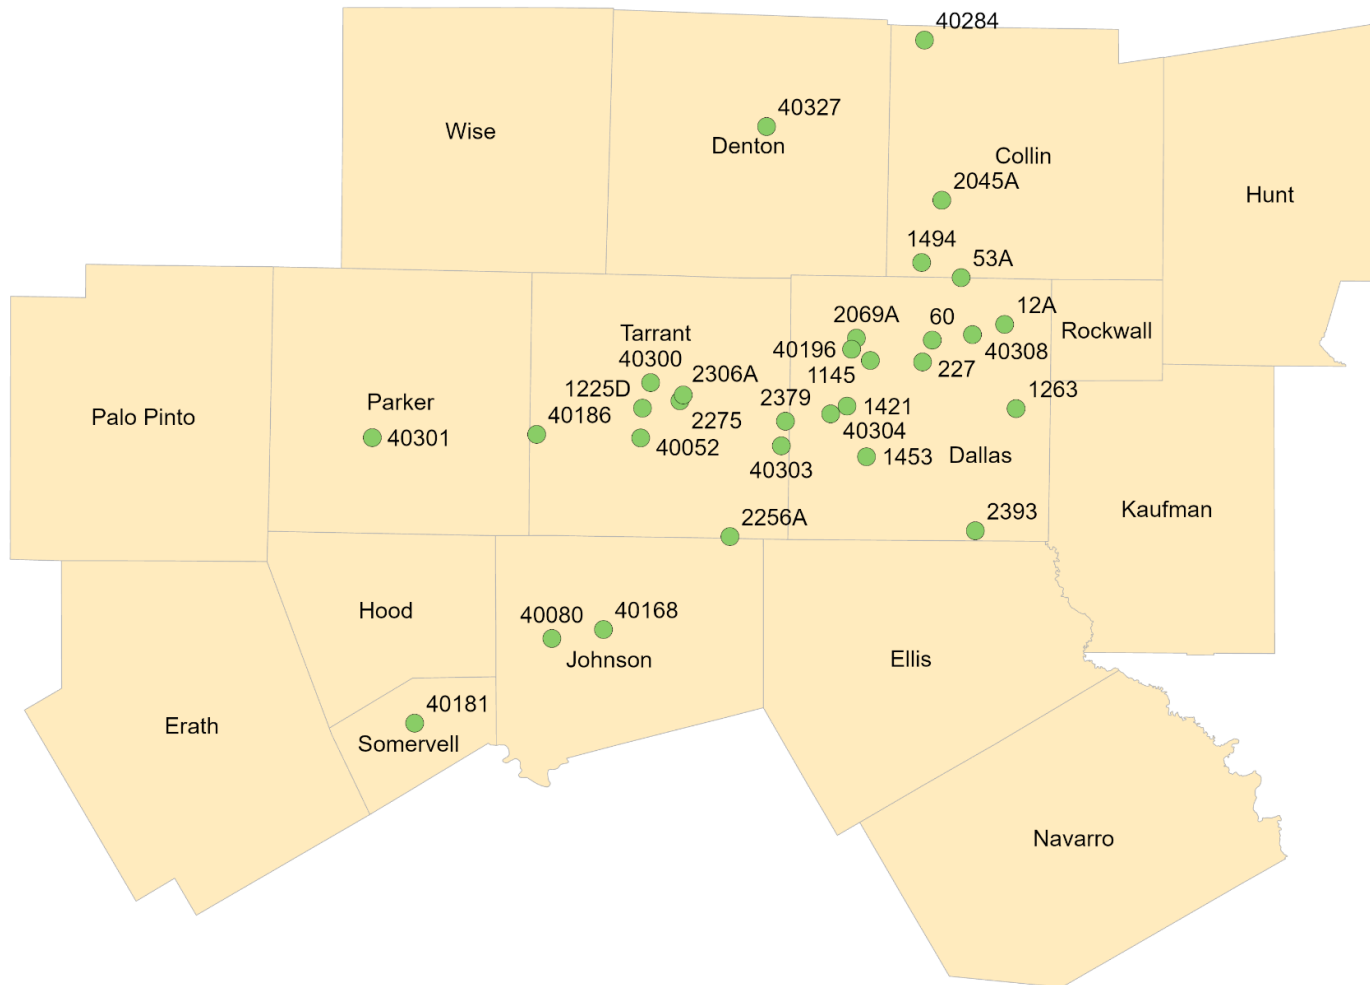 40284
40327
Wise
Denton
Collin
2045A
Hunt
1494
53A
2069A
60
12A
Rockwall
Tarrant
40300
40196
40308
1145
227
1225D
2306A
2379
1263
Parker
Palo Pinto
40301
40186
2275
1421
40304
40052
40303
1453
Dallas
2256A
2393
Kaufman
Hood
40080
40168
Johnson
Ellis
40181
Erath
Somervell
Navarro